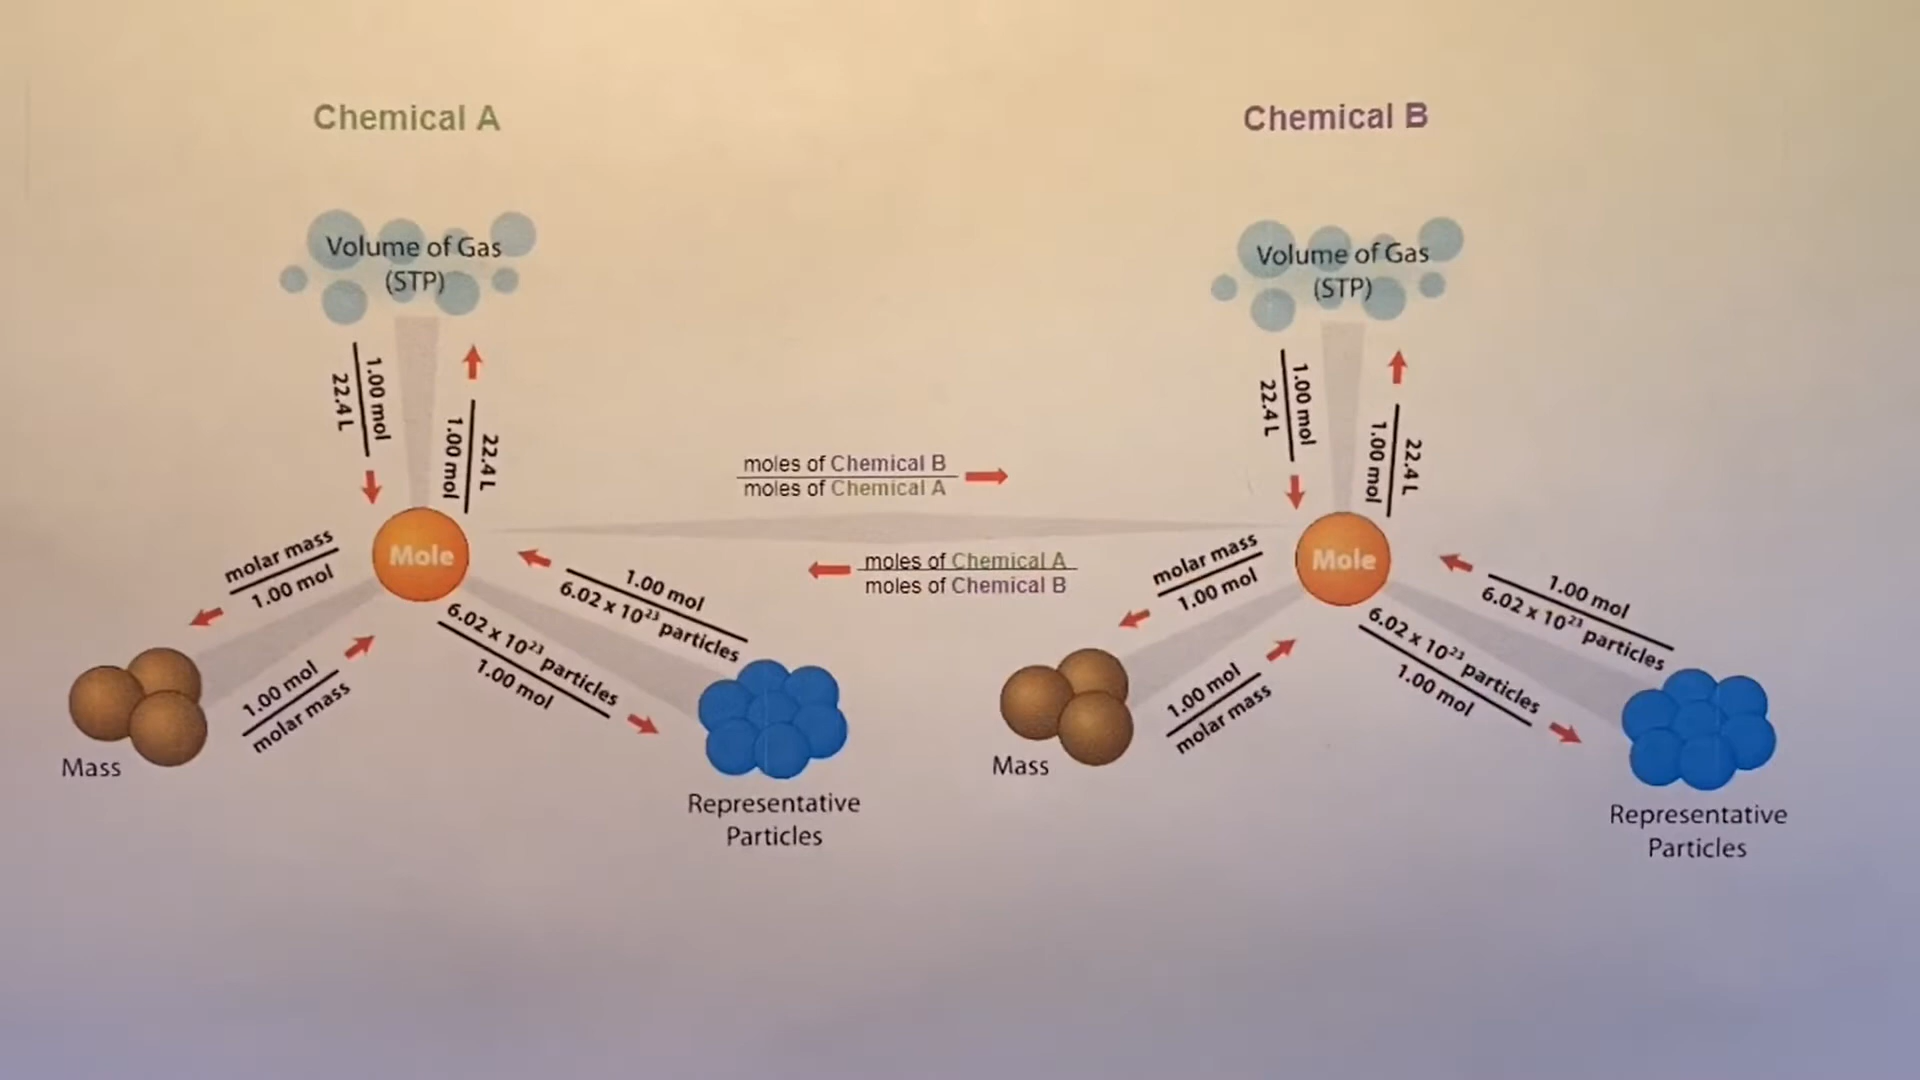 Chemical A
Chemical B
Volume of Gas
(STP)
1.00 mol
22.4 L
22.4 L
1.00 mol
Mole
molar mass
1.00 mol
1.00 mol
molar mass
Mass
1.00 mol
6.02 x 10²³ particles
6.02 x 10²³ particles
1.00 mol
Representative
Particles
moles of Chemical B
moles of Chemical A
moles of Chemical A
moles of Chemical B
Volume of Gas
(STP)
1.00 mol
22.4 L
22.4 L
1.00 mol
Mole
molar mass
1.00 mol
1.00 mol
molar mass
Mass
1.00 mol
6.02 x 10²³ particles
6.02 x 10²³ particles
1.00 mol
Representative
Particles